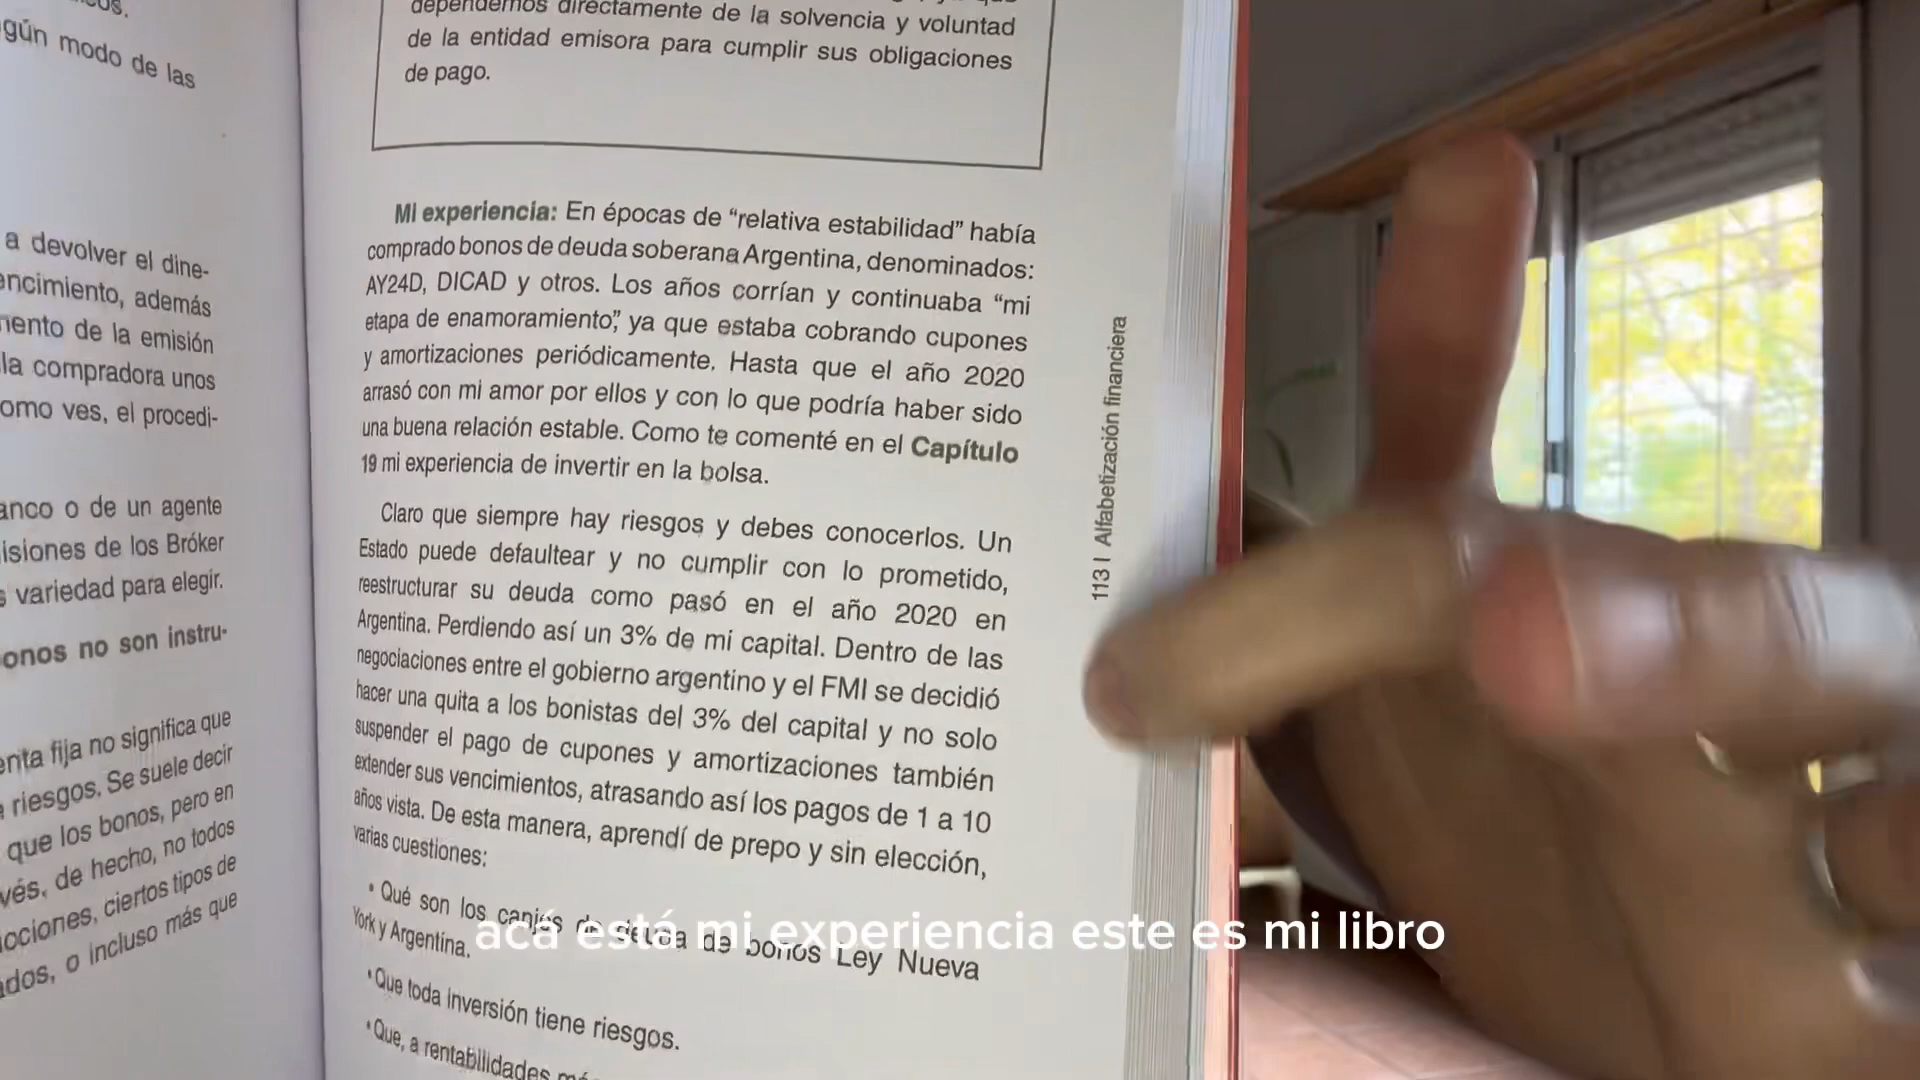 gún modo de las
a devolver el dine-
encimiento, además
mento de la emisión
la compradora unos
omo ves, el procedi-
anco o de un agente
isiones de los Bróker
s variedad para elegir.
onos no son instru-
enta fija no significa que
e riesgos. Se suele decir
que los bonos, pero en
vés, de hecho, no todos
ociones, ciertos tipos de
ados, o incluso más que
dependemos directamente de la solvencia y voluntad
de la entidad emisora para cumplir sus obligaciones
de pago.
Mi experiencia: En épocas de “relativa estabilidad” había
comprado bonos de deuda soberana Argentina, denominados:
AY24D, DICAD y otros. Los años corrían y continuaba “mi
etapa de enamoramiento”, ya que estaba cobrando cupones
y amortizaciones periódicamente. Hasta que el año 2020
arrasó con mi amor por ellos y con lo que podría haber sido
una buena relación estable. Como te comenté en el Capítulo
19 mi experiencia de invertir en la bolsa.
Claro que siempre hay riesgos y debes conocerlos. Un
Estado puede defaultear y no cumplir con lo prometido,
reestructurar su deuda como pasó en el año 2020 en
Argentina. Perdiendo así un 3% de mi capital. Dentro de las
negociaciones entre el gobierno argentino y el FMI se decidió
hacer una quita a los bonistas del 3% del capital y no solo
suspender el pago de cupones y amortizaciones también
extender sus vencimientos, atrasando así los pagos de 1 a 10
años vista. De esta manera, aprendí de prepo y sin elección,
varias cuestiones:
• Qué son los canjes de deuda de bonos Ley Nueva
York y Argentina.
• Que toda inversión tiene riesgos.
• Que, a rentabilidades
113 | Alfabetización financiera
acá está mi experiencia este es mi libro